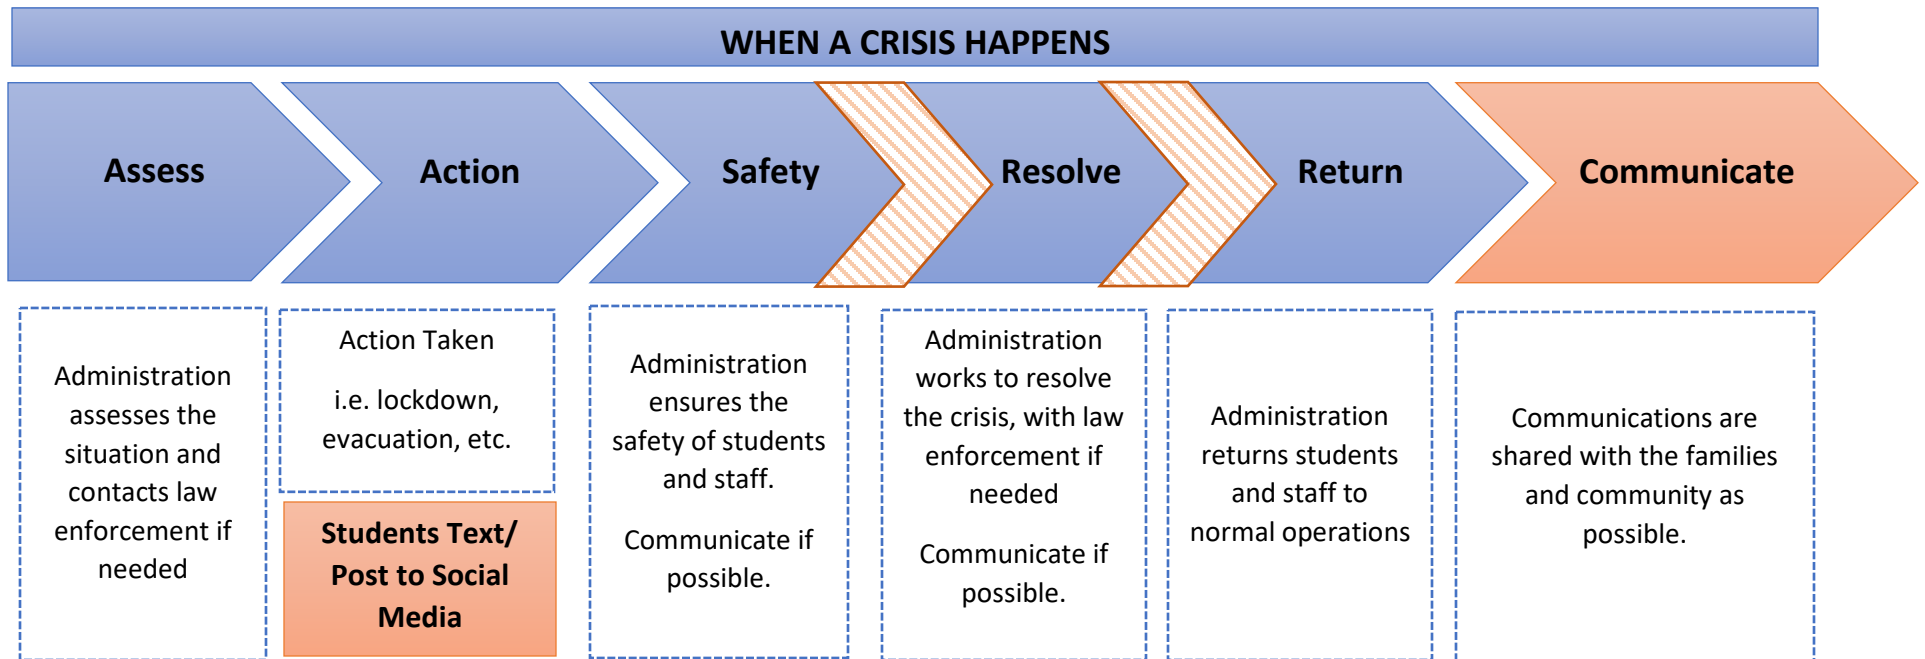 WHEN A CRISIS HAPPENS
Assess
Action
Safety
Resolve
Return
Communicate
Administration
assesses the
situation and
contacts law
enforcement if
needed
Action Taken
i.e. lockdown,
evacuation, etc.
Students Text/
Post to Social
Media
Administration
ensures the
safety of students
and staff.
Communicate if
possible.
Administration
works to resolve
the crisis, with law
enforcement if
needed
Communicate if
possible.
Administration
returns students
and staff to
normal operations
Communications are
shared with the families
and community as
possible.